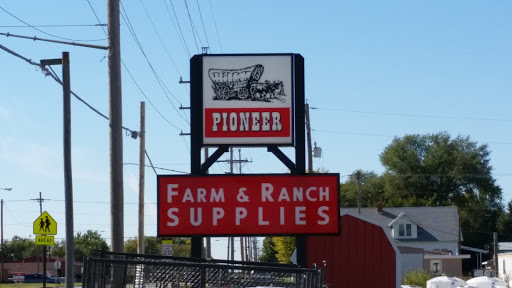 PIONEER
FARM & RANCH
SUPPLIES